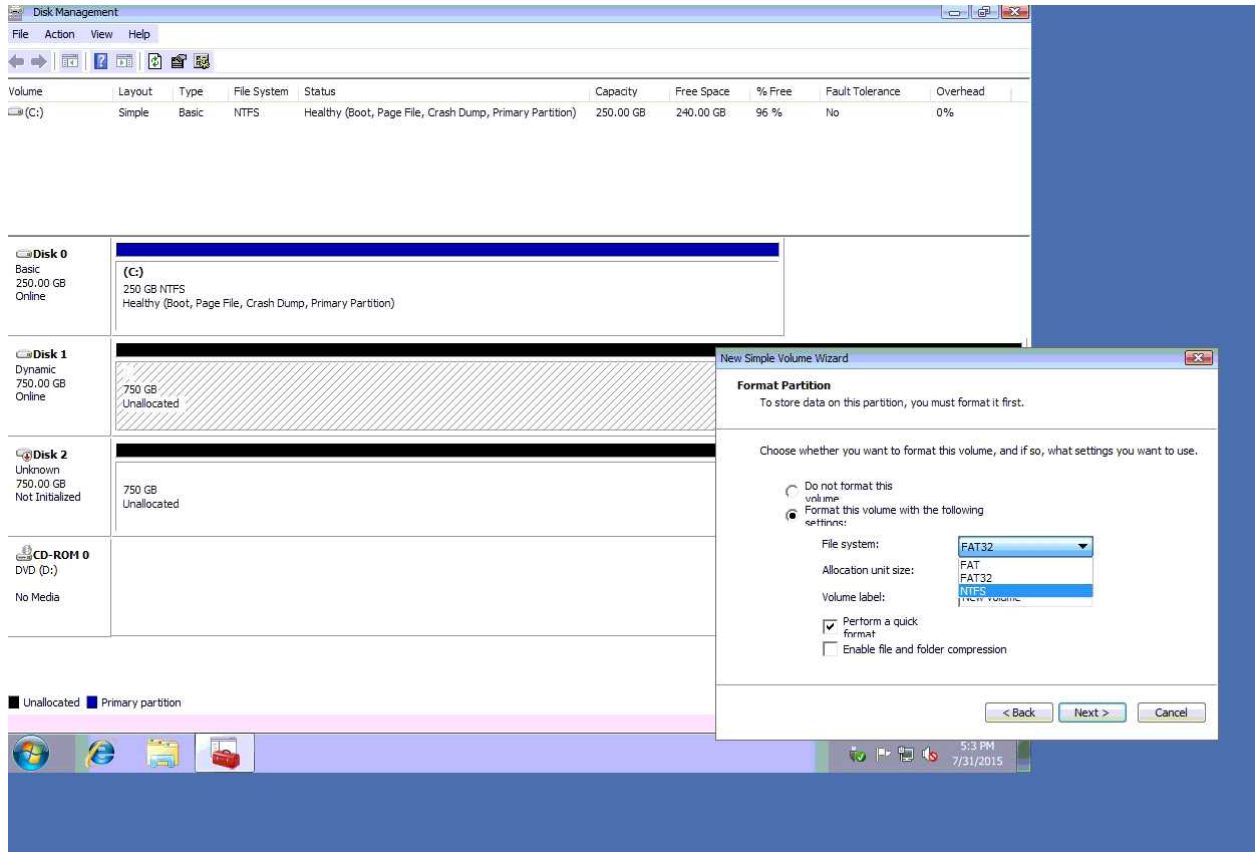 Disk Management
File Action View Help
Volume Layout Type File System Status Capacity Free Space % Free Fault Tolerance Overhead
(C:) Simple Basic NTFS Healthy (Boot, Page File, Crash Dump, Primary Partition) 250.00 GB 240.00 GB 96 % No 0%
Disk 0
Basic
250.00 GB
Online
(C:)
250 GB NTFS
Healthy (Boot, Page File, Crash Dump, Primary Partition)
Disk 1
Dynamic
750.00 GB
Online
750 GB
Unallocated
Disk 2
Unknown
750.00 GB
Not Initialized
750 GB
Unallocated
CD-ROM 0
DVD (D:)
No Media
Unallocated Primary partition
New Simple Volume Wizard
Format Partition
To store data on this partition, you must format it first.
Choose whether you want to format this volume, and if so, what settings you want to use.
Do not format this
volume
Format this volume with the following
settings:
File system: FAT32
FAT
FAT32
NTFS
Allocation unit size:
Volume label: New Volume
Perform a quick
format
Enable file and folder compression
< Back Next > Cancel
5:3 PM
7/31/2015